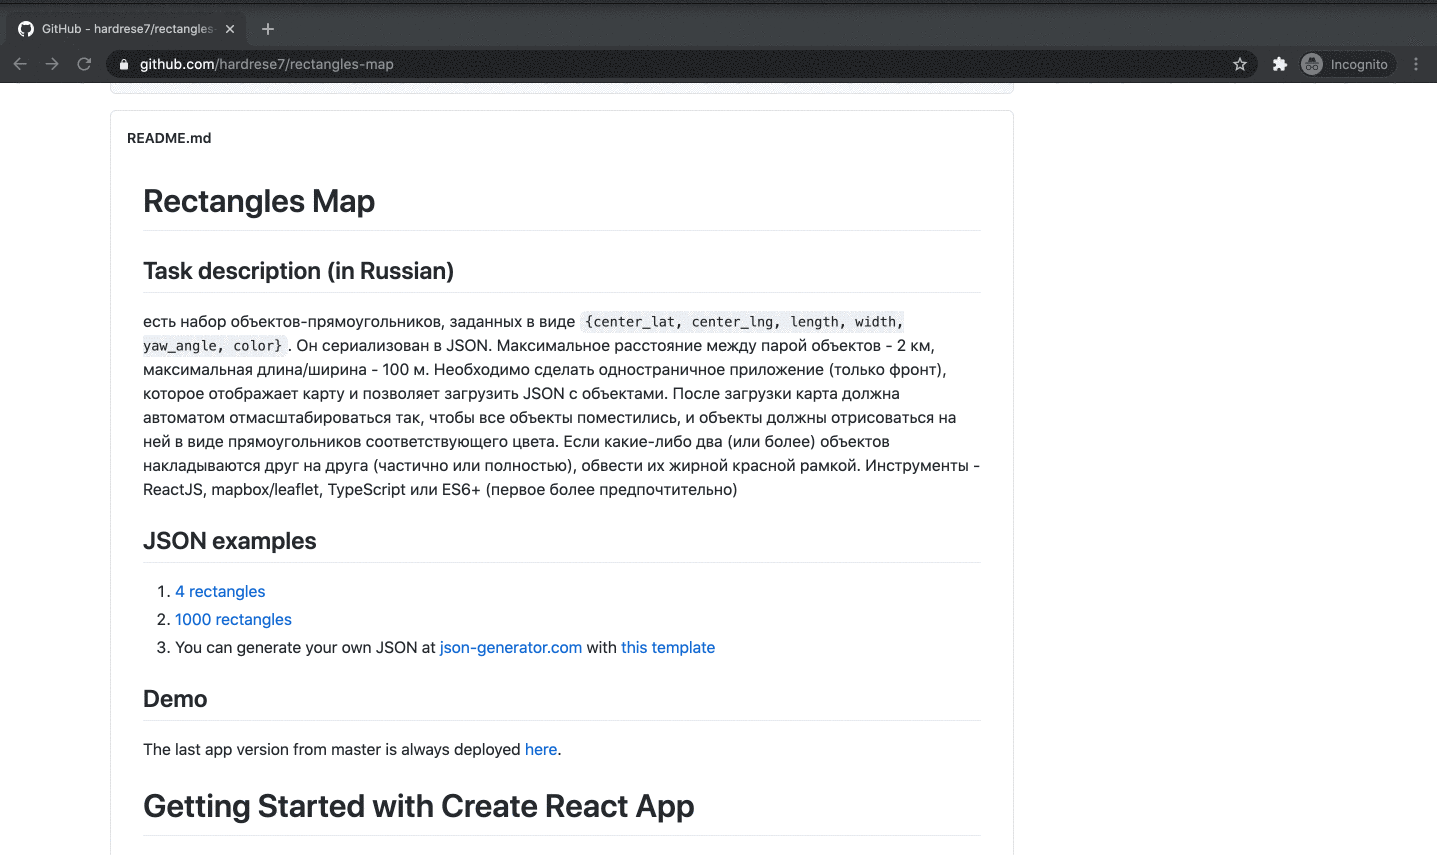 GitHub - hardrese7/rectangles-
github.com/hardrese7/rectangles-map
Incognito
README.md
Rectangles Map
Task description (in Russian)
есть набор объектов-прямоугольников, заданных в виде {center_lat, center_lng, length, width,
yaw_angle, color}. Он сериализован в JSON. Максимальное расстояние между парой объектов - 2 км,
максимальная длина/ширина - 100 м. Необходимо сделать одностраничное приложение (только фронт),
которое отображает карту и позволяет загрузить JSON с объектами. После загрузки карта должна
автоматом отмасштабироваться так, чтобы все объекты поместились, и объекты должны отрисоваться на
ней в виде прямоугольников соответствующего цвета. Если какие-либо два (или более) объектов
накладываются друг на друга (частично или полностью), обвести их жирной красной рамкой. Инструменты -
ReactJS, mapbox/leaflet, TypeScript или ES6+ (первое более предпочтительно)
JSON examples
1. 4 rectangles
2. 1000 rectangles
3. You can generate your own JSON at json-generator.com with this template
Demo
The last app version from master is always deployed here.
Getting Started with Create React App